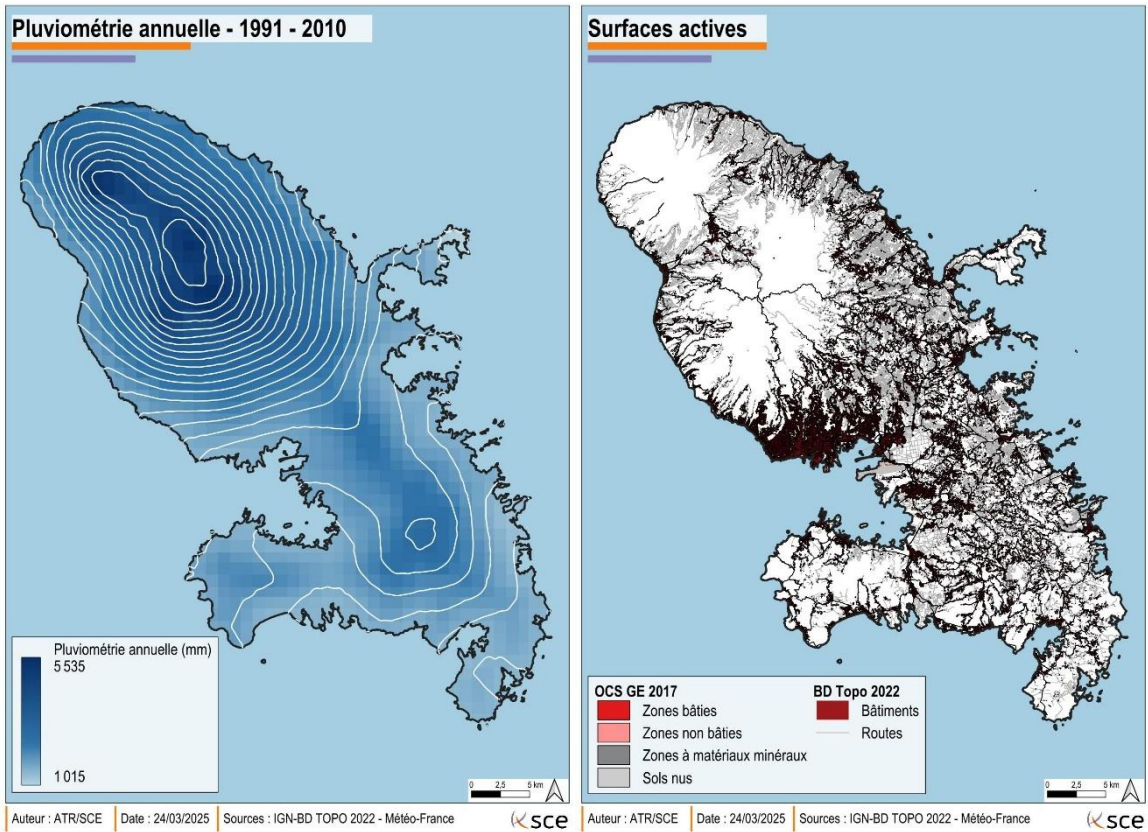 Pluviométrie annuelle - 1991 - 2010
Pluviométrie annuelle (mm)
5 535
1 015
0 2,5 5 km
Auteur : ATR/SCE Date : 24/03/2025 Sources : IGN-BD TOPO 2022 - Météo-France sce
Surfaces actives
OCS GE 2017 BD Topo 2022
Zones bâties Bâtiments
Zones non bâties Routes
Zones à matériaux minéraux
Sols nus
0 2,5 5 km
Auteur : ATR/SCE Date : 24/03/2025 Sources : IGN-BD TOPO 2022 - Météo-France sce